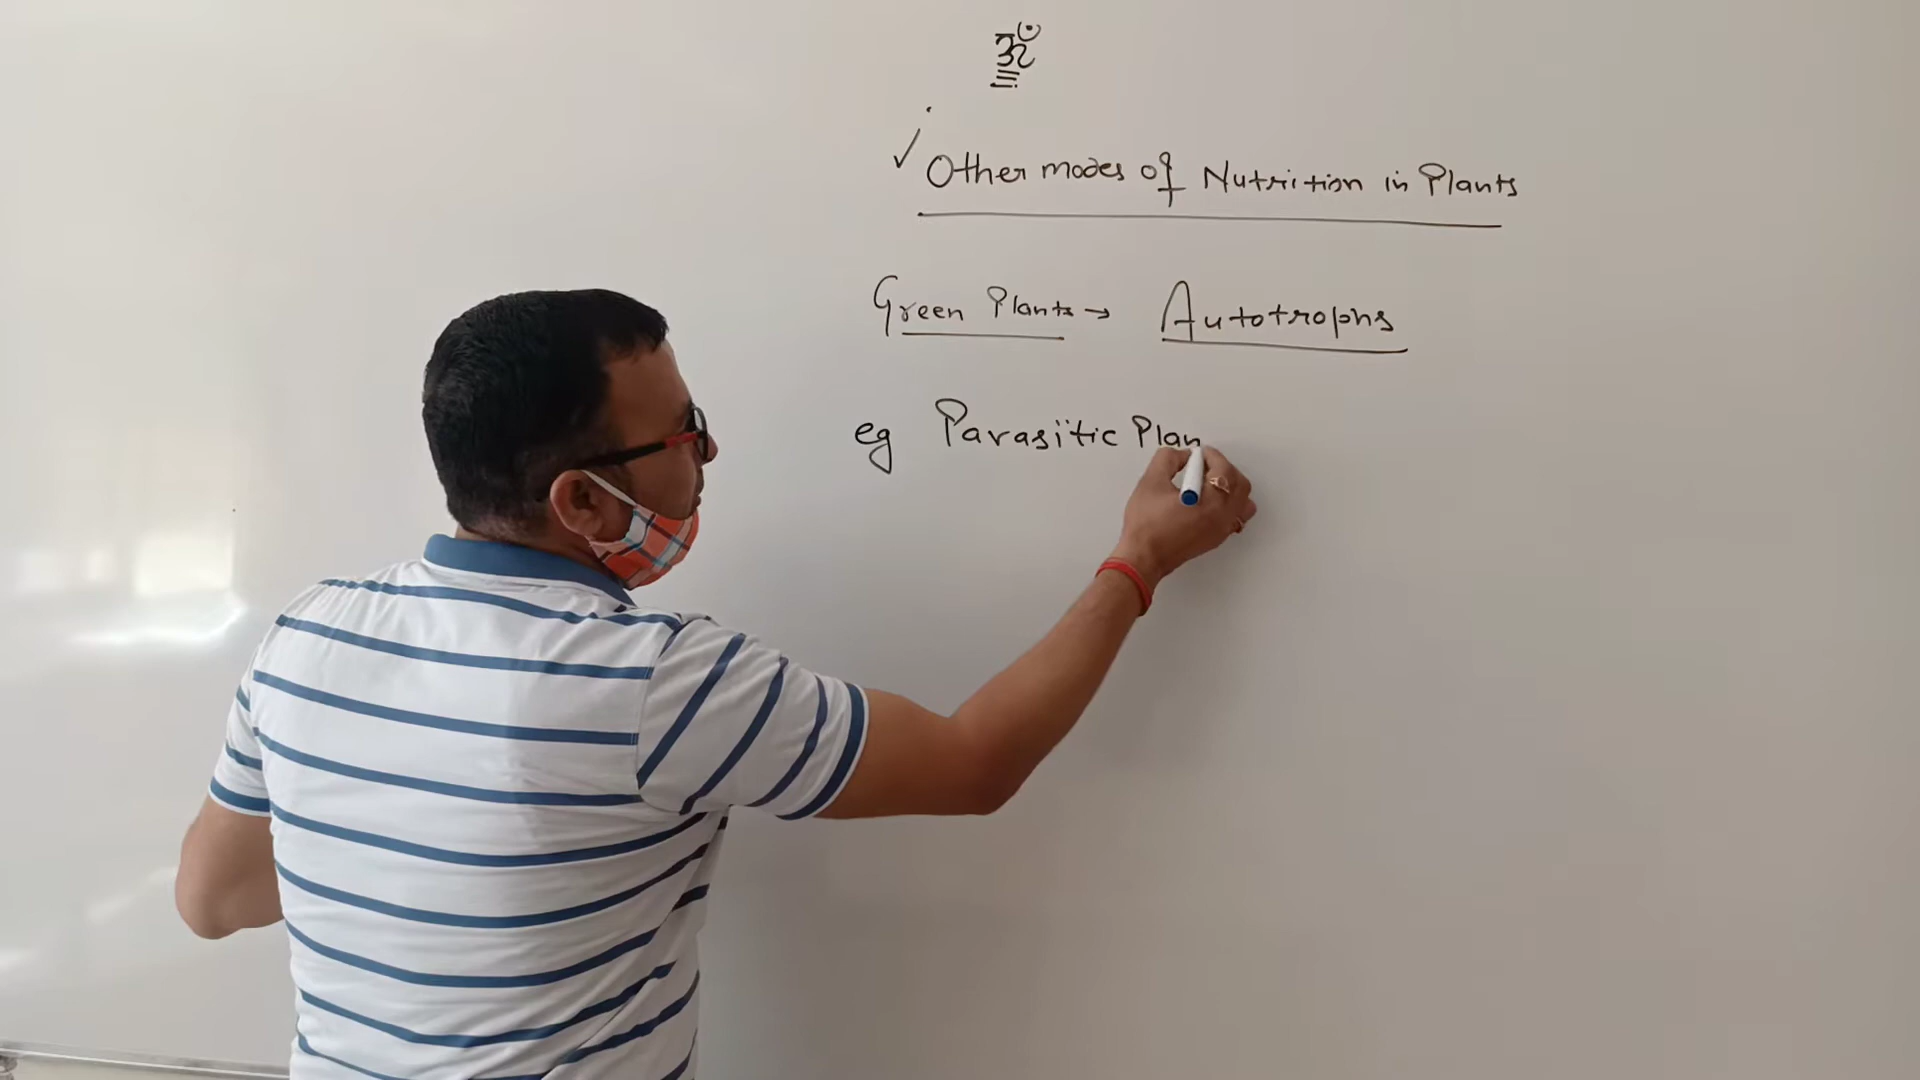 ॐ
Other modes of Nutrition in Plants
Green Plants → Autotrophs
eg Parasitic Plan